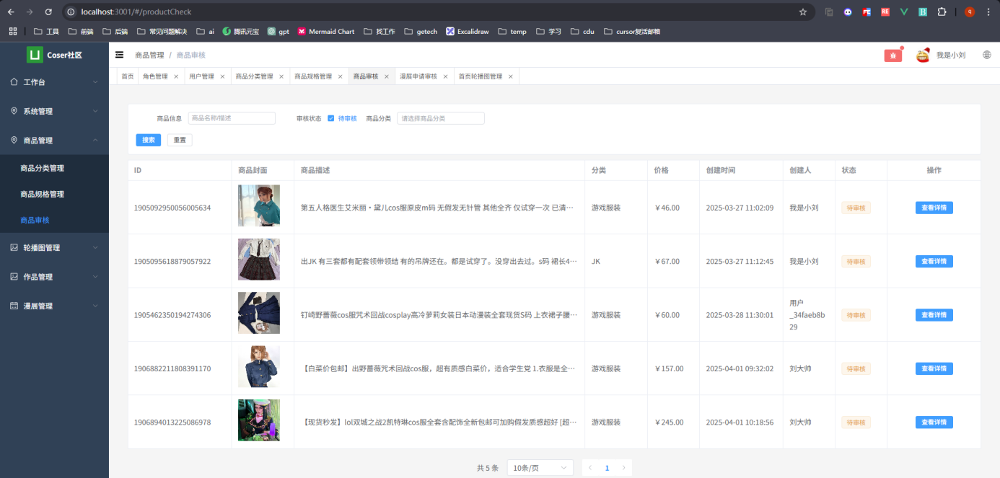 localhost:3001/#/productCheck
工具 前端 后端 常见问题解决 ai 腾讯元宝 gpt Mermaid Chart 找工作 getech Excalidraw temp 学习 cdu cursor复活邮箱
Coser社区
商品管理 / 商品审核
我是小刘
首页 角色管理 用户管理 商品分类管理 商品规格管理 商品审核 漫展申请审核 首页轮播图管理
工作台
系统管理
商品管理
商品分类管理
商品规格管理
商品审核
轮播图管理
作品管理
漫展管理
商品信息 商品名称/描述 审核状态 待审核 商品分类 请选择商品分类
搜索 重置
ID 商品封面 商品描述 分类 价格 创建时间 创建人 状态 操作
1905092950056005634 第五人格医生艾米丽·黛儿cos服原皮m码 无假发无针管 其他全齐 仅试穿一次 已清… 游戏服装 ￥46.00 2025-03-27 11:02:09 我是小刘 待审核 查看详情
1905095618879057922 出JK 有三套都有配套领带领结 有的吊牌还在。都是试穿了。没穿出去过。s码 裙长4… JK ￥67.00 2025-03-27 11:12:45 我是小刘 待审核 查看详情
1905462350194274306 钉崎野蔷薇cos服咒术回战cosplay高冷萝莉女装日本动漫装全套现货S码 上衣裙子腰… 游戏服装 ￥60.00 2025-03-28 11:30:01 用户
_34faeb8b
29 待审核 查看详情
1906882211808391170 【白菜价包邮】出野蔷薇咒术回战cos服，超有质感白菜价，适合学生党 1.衣服是全… 游戏服装 ￥157.00 2025-04-01 09:32:02 刘大帅 待审核 查看详情
1906894013225086978 【现货秒发】lol双城之战2凯特琳cos服全套含配饰全新包邮可加购假发质感超好 [超… 游戏服装 ￥245.00 2025-04-01 10:18:56 刘大帅 待审核 查看详情
共 5 条 10条/页 1